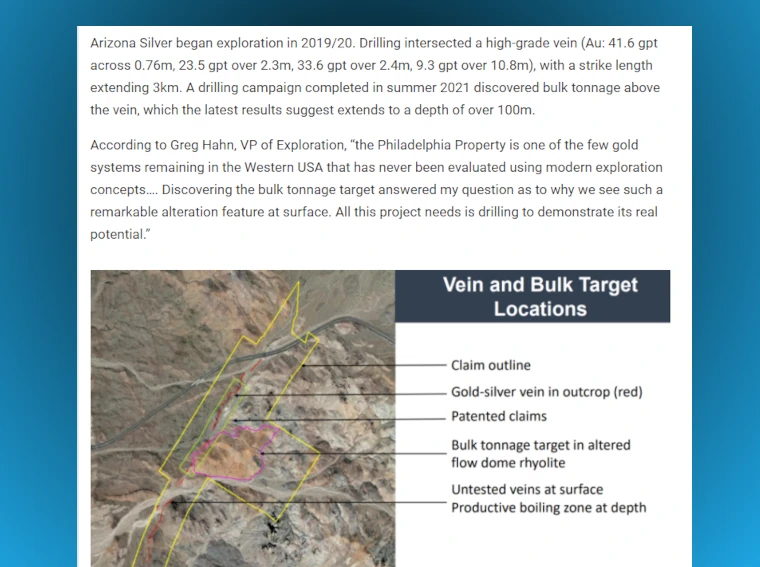 Arizona Silver began exploration in 2019/20. Drilling intersected a high-grade vein (Au: 41.6 gpt
across 0.76m, 23.5 gpt over 2.3m, 33.6 gpt over 2.4m, 9.3 gpt over 10.8m), with a strike length
extending 3km. A drilling campaign completed in summer 2021 discovered bulk tonnage above
the vein, which the latest results suggest extends to a depth of over 100m.
According to Greg Hahn, VP of Exploration, “the Philadelphia Property is one of the few gold
systems remaining in the Western USA that has never been evaluated using modern exploration
concepts…. Discovering the bulk tonnage target answered my question as to why we see such a
remarkable alteration feature at surface. All this project needs is drilling to demonstrate its real
potential.”
Vein and Bulk Target
Locations
Claim outline
Gold-silver vein in outcrop (red)
Patented claims
Bulk tonnage target in altered
flow dome rhyolite
Untested veins at surface
Productive boiling zone at depth